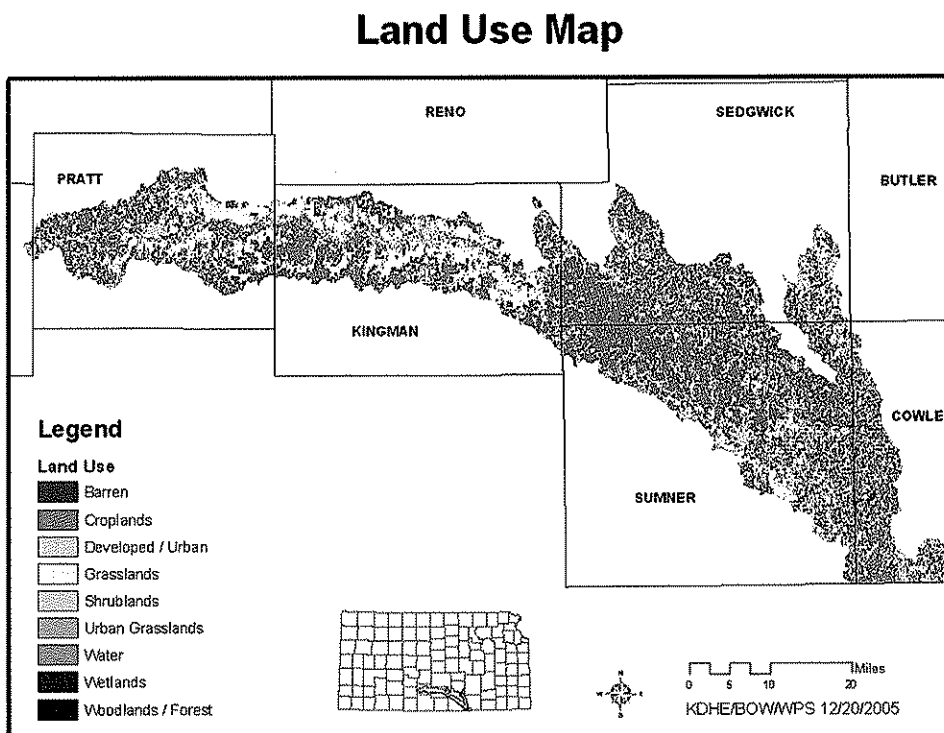 Land Use Map
RENO
SEDGWICK
PRATT
BUTLER
KINGMAN
COWLE
SUMNER
Legend
Land Use
Barren
Croplands
Developed / Urban
Grasslands
Shrublands
Urban Grasslands
Water
Wetlands
Woodlands / Forest
N
W E
S
Miles
0 5 10 20
KDHE/BOW/WPS 12/20/2005